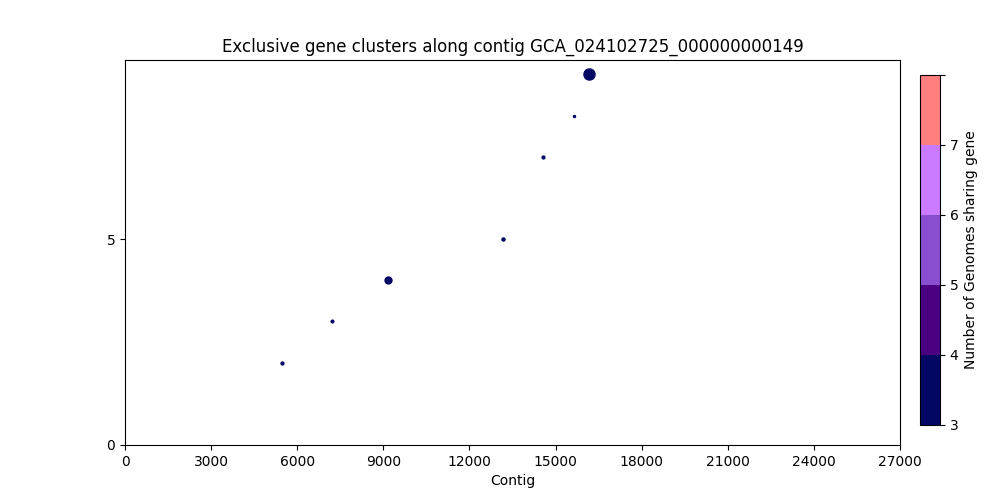 Exclusive gene clusters along contig GCA_024102725_000000000149
5
0
0 3000 6000 9000 12000 15000 18000 21000 24000 27000
Contig
7
6
5
4
3
Number of Genomes sharing gene